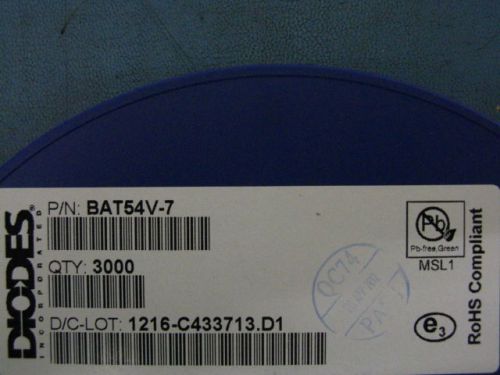 DIODES
INCORPORATED
P/N: BAT54V-7
QTY: 3000
D/C-LOT: 1216-C433713.D1
Pb
Pb-free,Green
MSL1
RoHS Compliant
e3
QC74